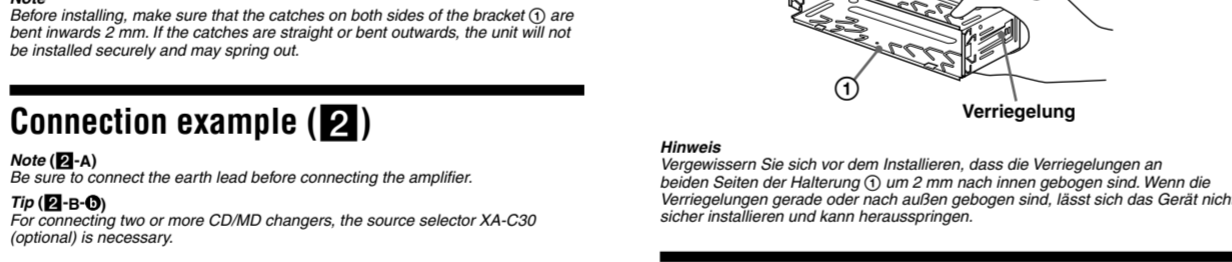 Note
Before installing, make sure that the catches on both sides of the bracket ① are
bent inwards 2 mm. If the catches are straight or bent outwards, the unit will not
be installed securely and may spring out.
Connection example (2)
Note (2-A)
Be sure to connect the earth lead before connecting the amplifier.
Tip (2-B-b)
For connecting two or more CD/MD changers, the source selector XA-C30
(optional) is necessary.
①
Verriegelung
Hinweis
Vergewissern Sie sich vor dem Installieren, dass die Verriegelungen an
beiden Seiten der Halterung ① um 2 mm nach innen gebogen sind. Wenn die
Verriegelungen gerade oder nach außen gebogen sind, lässt sich das Gerät nich
sicher installieren und kann herausspringen.